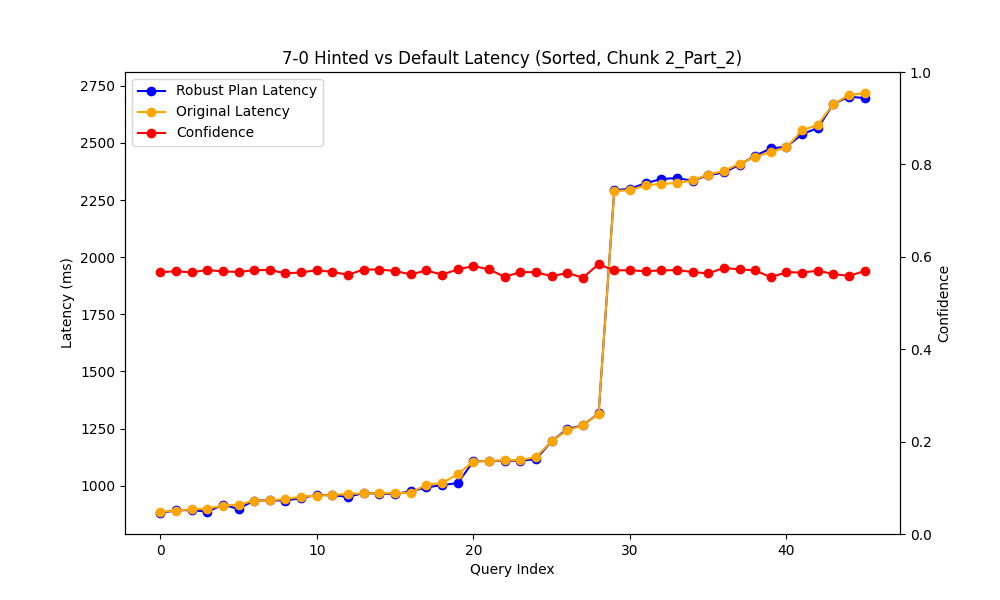 7-0 Hinted vs Default Latency (Sorted, Chunk 2_Part_2)
Robust Plan Latency
Original Latency
Confidence
Latency (ms)
2750
2500
2250
2000
1750
1500
1250
1000
1.0
0.8
0.6
0.4
0.2
0.0
Confidence
0 10 20 30 40
Query Index